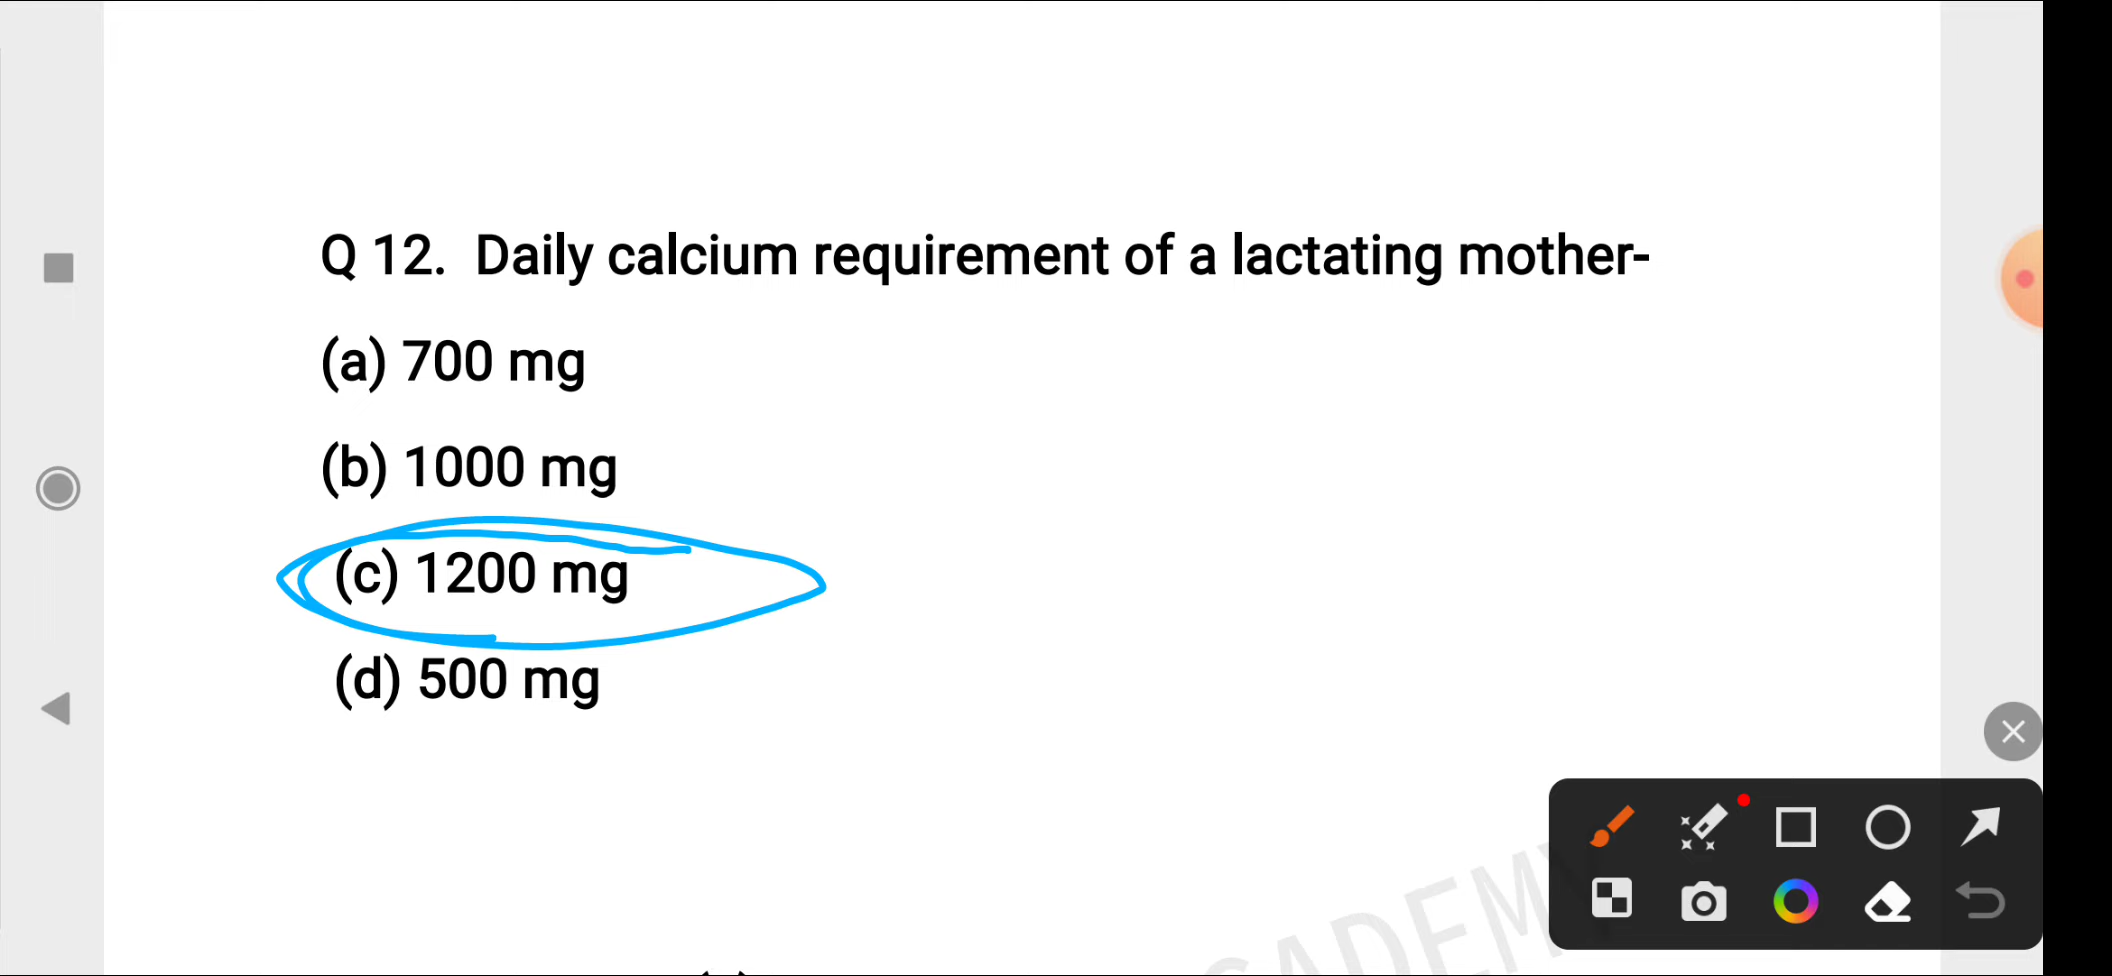 Q 12. Daily calcium requirement of a lactating mother-
(a) 700 mg
(b) 1000 mg
(c) 1200 mg
(d) 500 mg